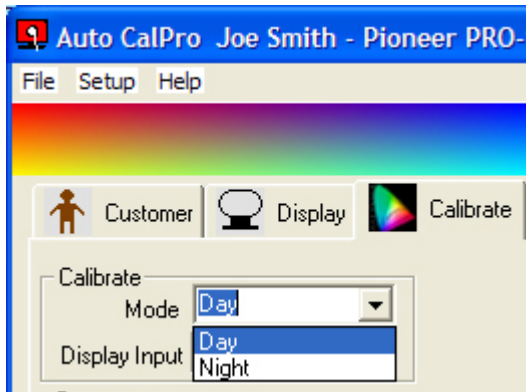 Auto CalPro Joe Smith - Pioneer PRO-
File Setup Help
Customer Display Calibrate
Calibrate
Mode Day
Display Input Day
Night